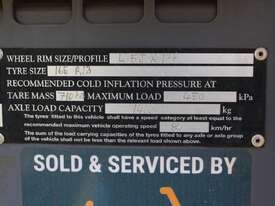 WHEEL RIM SIZE/PROFILE
TYRE SIZE
RECOMMENDED COLD INFLATION PRESSURE AT
TARE MASS MAXIMUM LOAD 450 kPa
AXLE LOAD CAPACITY kg
The tyres fitted to this vehicle shall have a speed category at least equal to the
recommended maximum vehicle operating speed km/hr
The sum of the load carrying capacities of the tyres fitted to any axle or axle group
of the vehicle shall not be less than the relevant load shown above.
SOLD & SERVICED BY